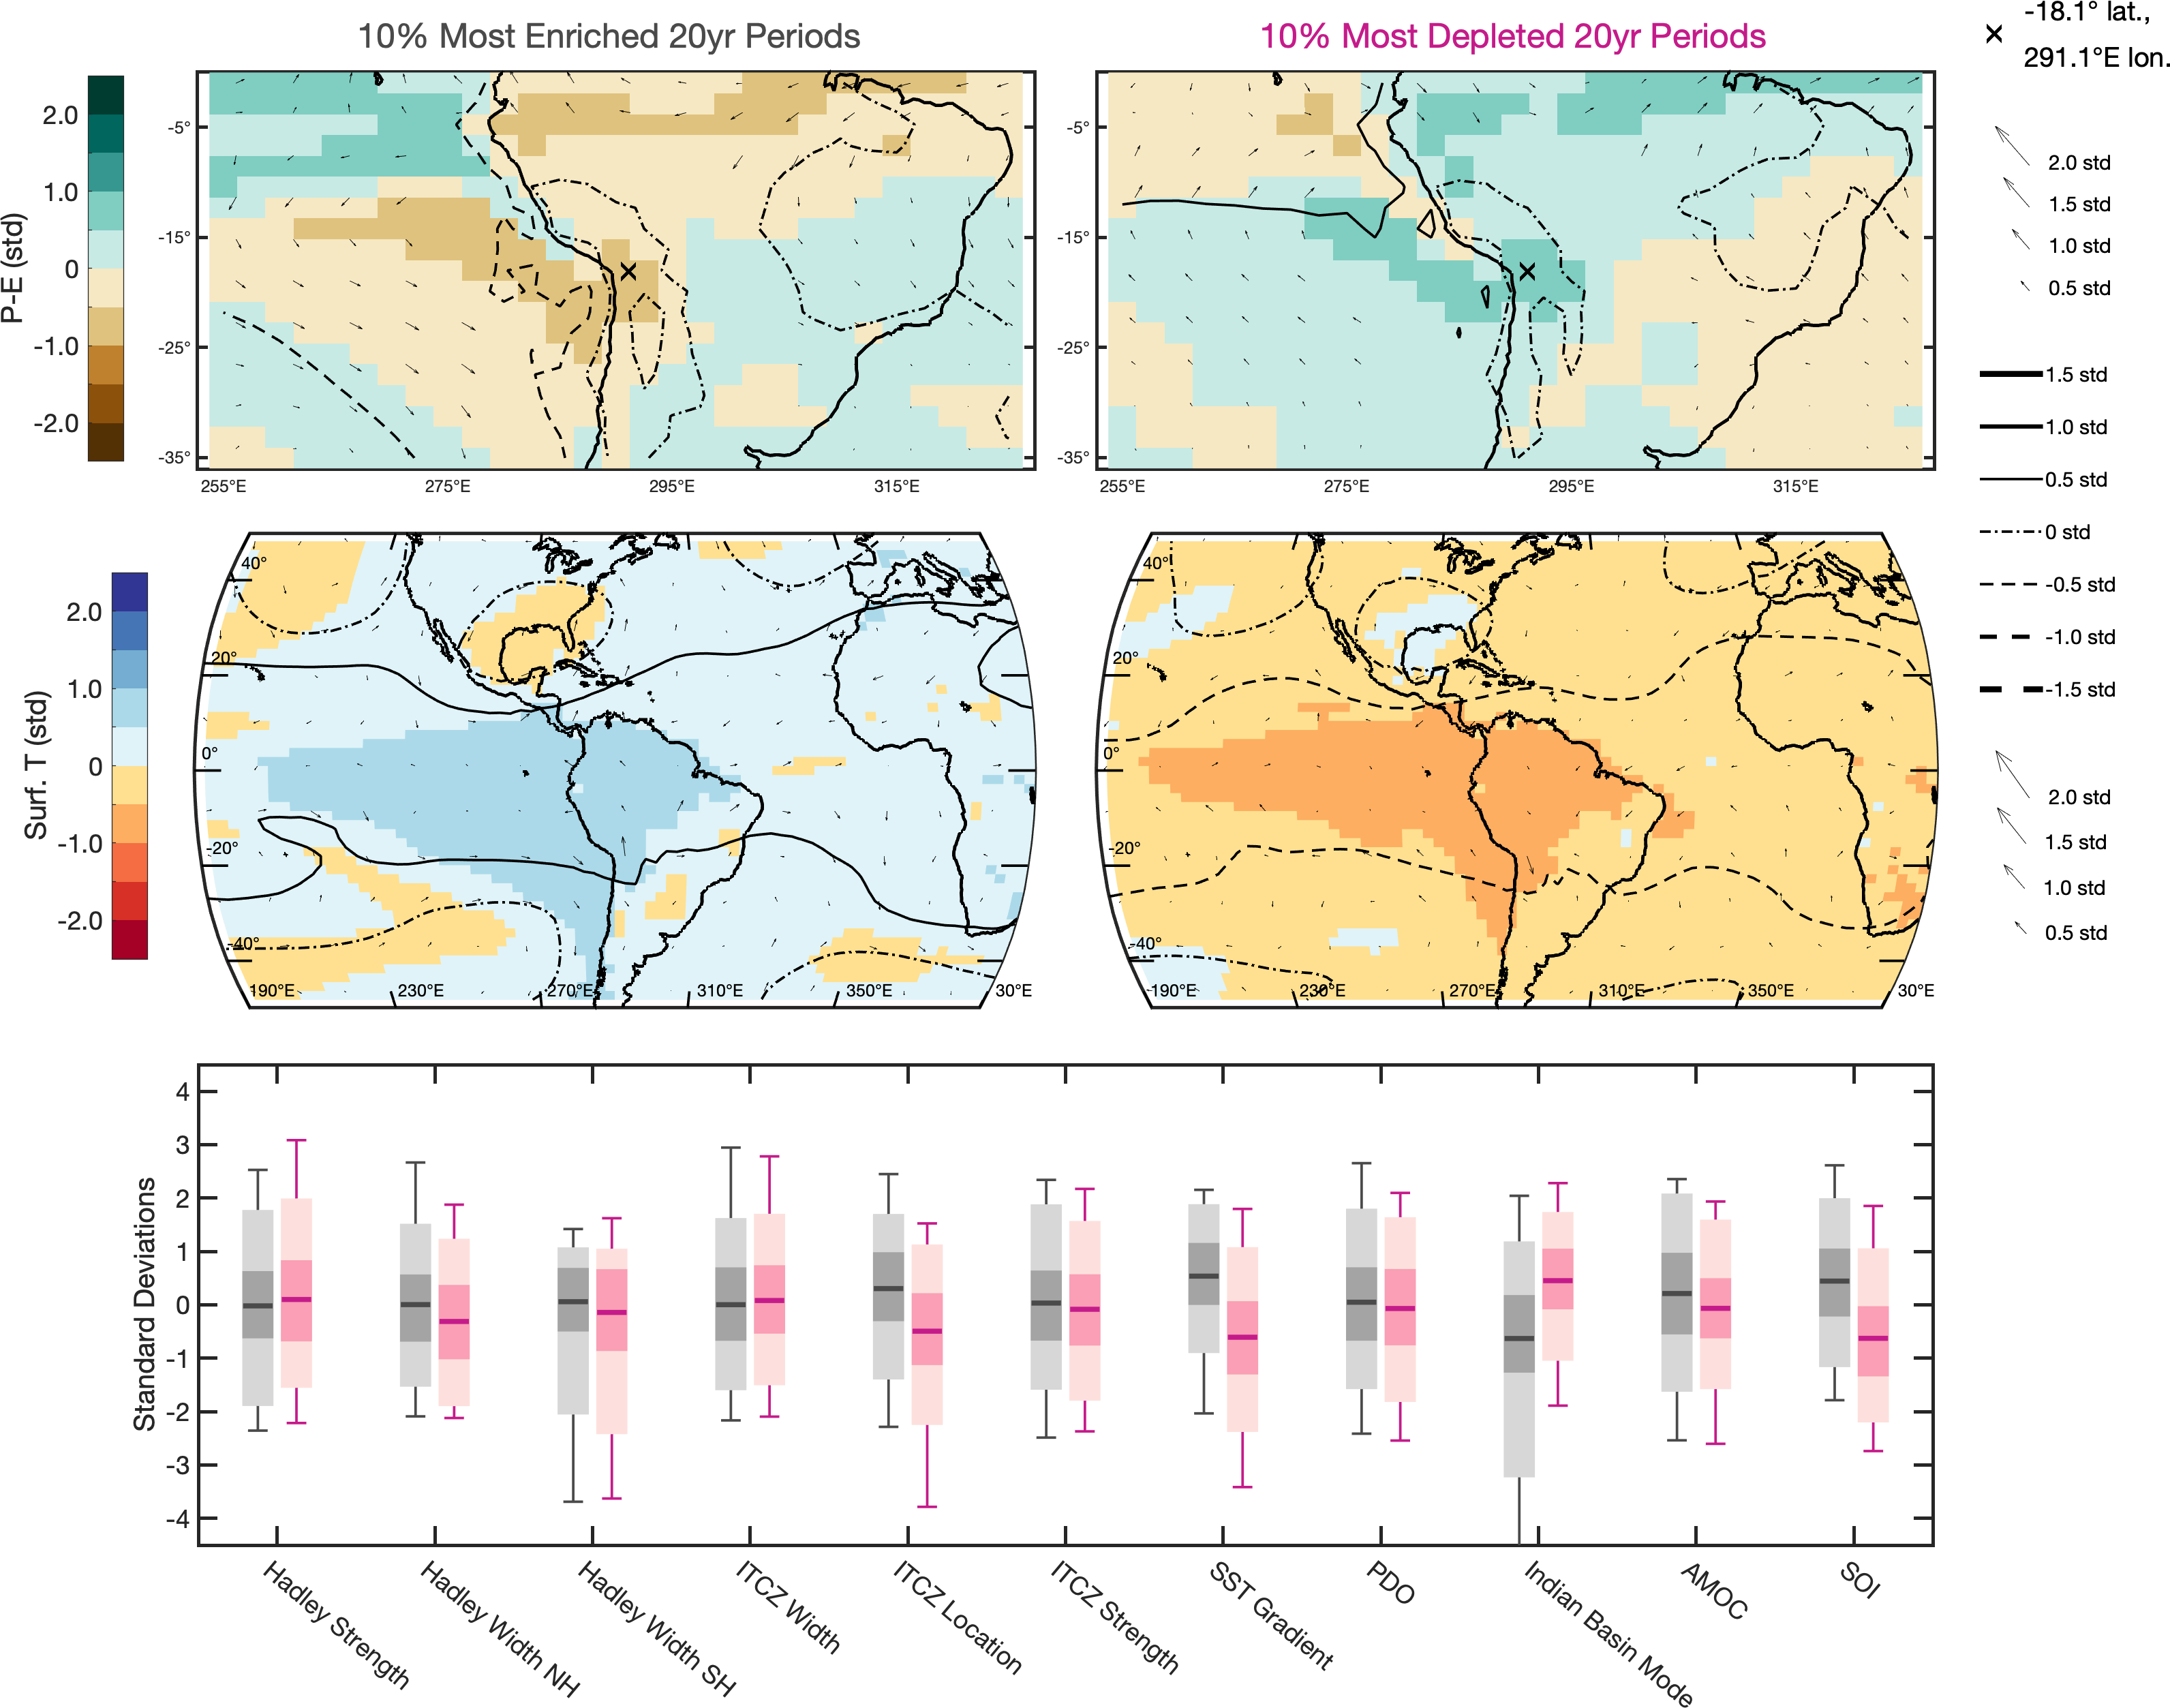 10% Most Enriched 20yr Periods
10% Most Depleted 20yr Periods
-18.1° lat.,
291.1°E lon.
P-E (std)
2.0
1.0
0
-1.0
-2.0
-5°
-15°
-25°
-35°
255°E
275°E
295°E
315°E
-5°
-15°
-25°
-35°
255°E
275°E
295°E
315°E
2.0 std
1.5 std
1.0 std
0.5 std
1.5 std
1.0 std
0.5 std
0 std
-0.5 std
-1.0 std
-1.5 std
Surf. T (std)
2.0
1.0
0
-1.0
-2.0
40°
20°
0°
-20°
-40°
190°E
230°E
270°E
310°E
350°E
30°E
40°
20°
0°
-20°
-40°
190°E
230°E
270°E
310°E
350°E
30°E
2.0 std
1.5 std
1.0 std
0.5 std
Standard Deviations
4
3
2
1
0
-1
-2
-3
-4
Hadley Strength
Hadley Width NH
Hadley Width SH
ITCZ Width
ITCZ Location
ITCZ Strength
SST Gradient
PDO
Indian Basin Mode
AMOC
SOI